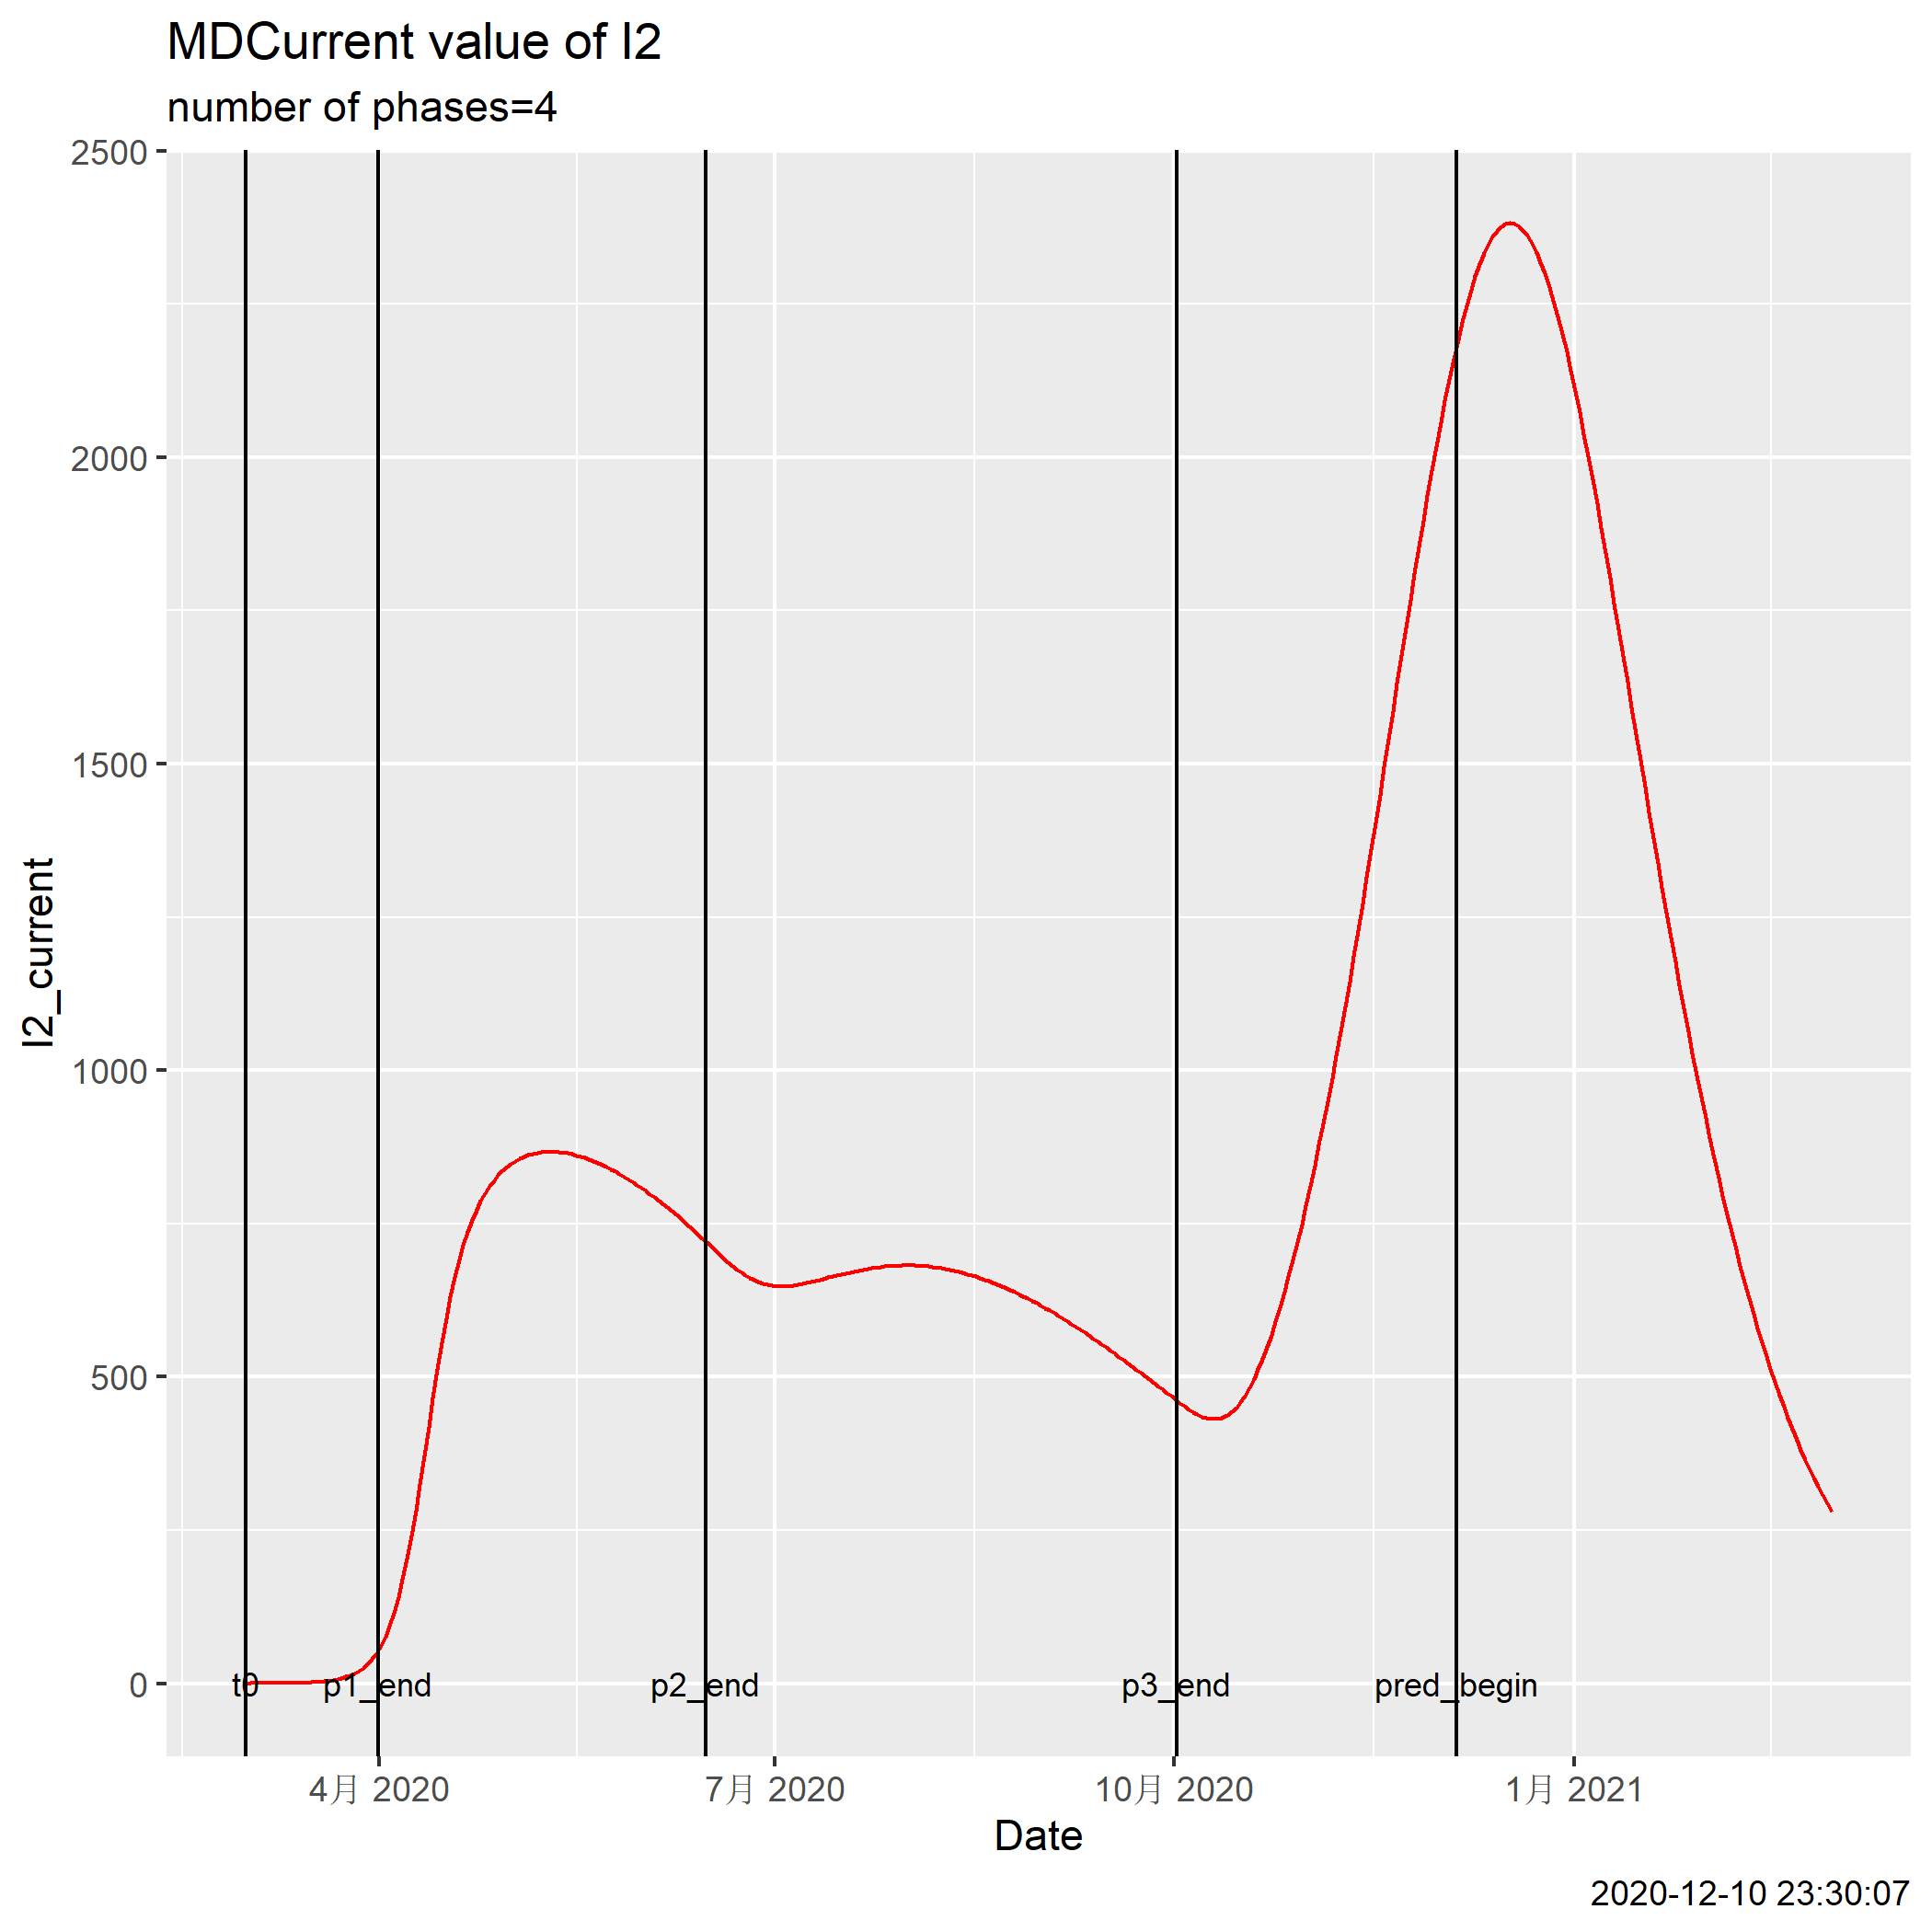 MDCurrent value of I2
number of phases=4
2500
2000
1500
1000
500
0
I2_current
t0
p1_end
p2_end
p3_end
pred_begin
4月 2020
7月 2020
10月 2020
1月 2021
Date
2020-12-10 23:30:07